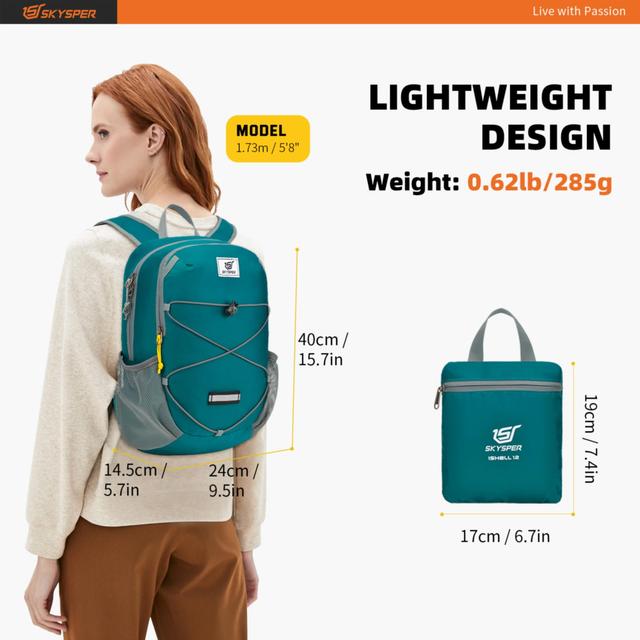 SKYSPER
Live with Passion
LIGHTWEIGHT
DESIGN
Weight: 0.62lb/285g
MODEL
1.73m / 5'8"
SKYSPER
40cm /
15.7in
14.5cm /
5.7in
24cm /
9.5in
SKYSPER
ISHELL 12
19cm / 7.4in
17cm / 6.7in